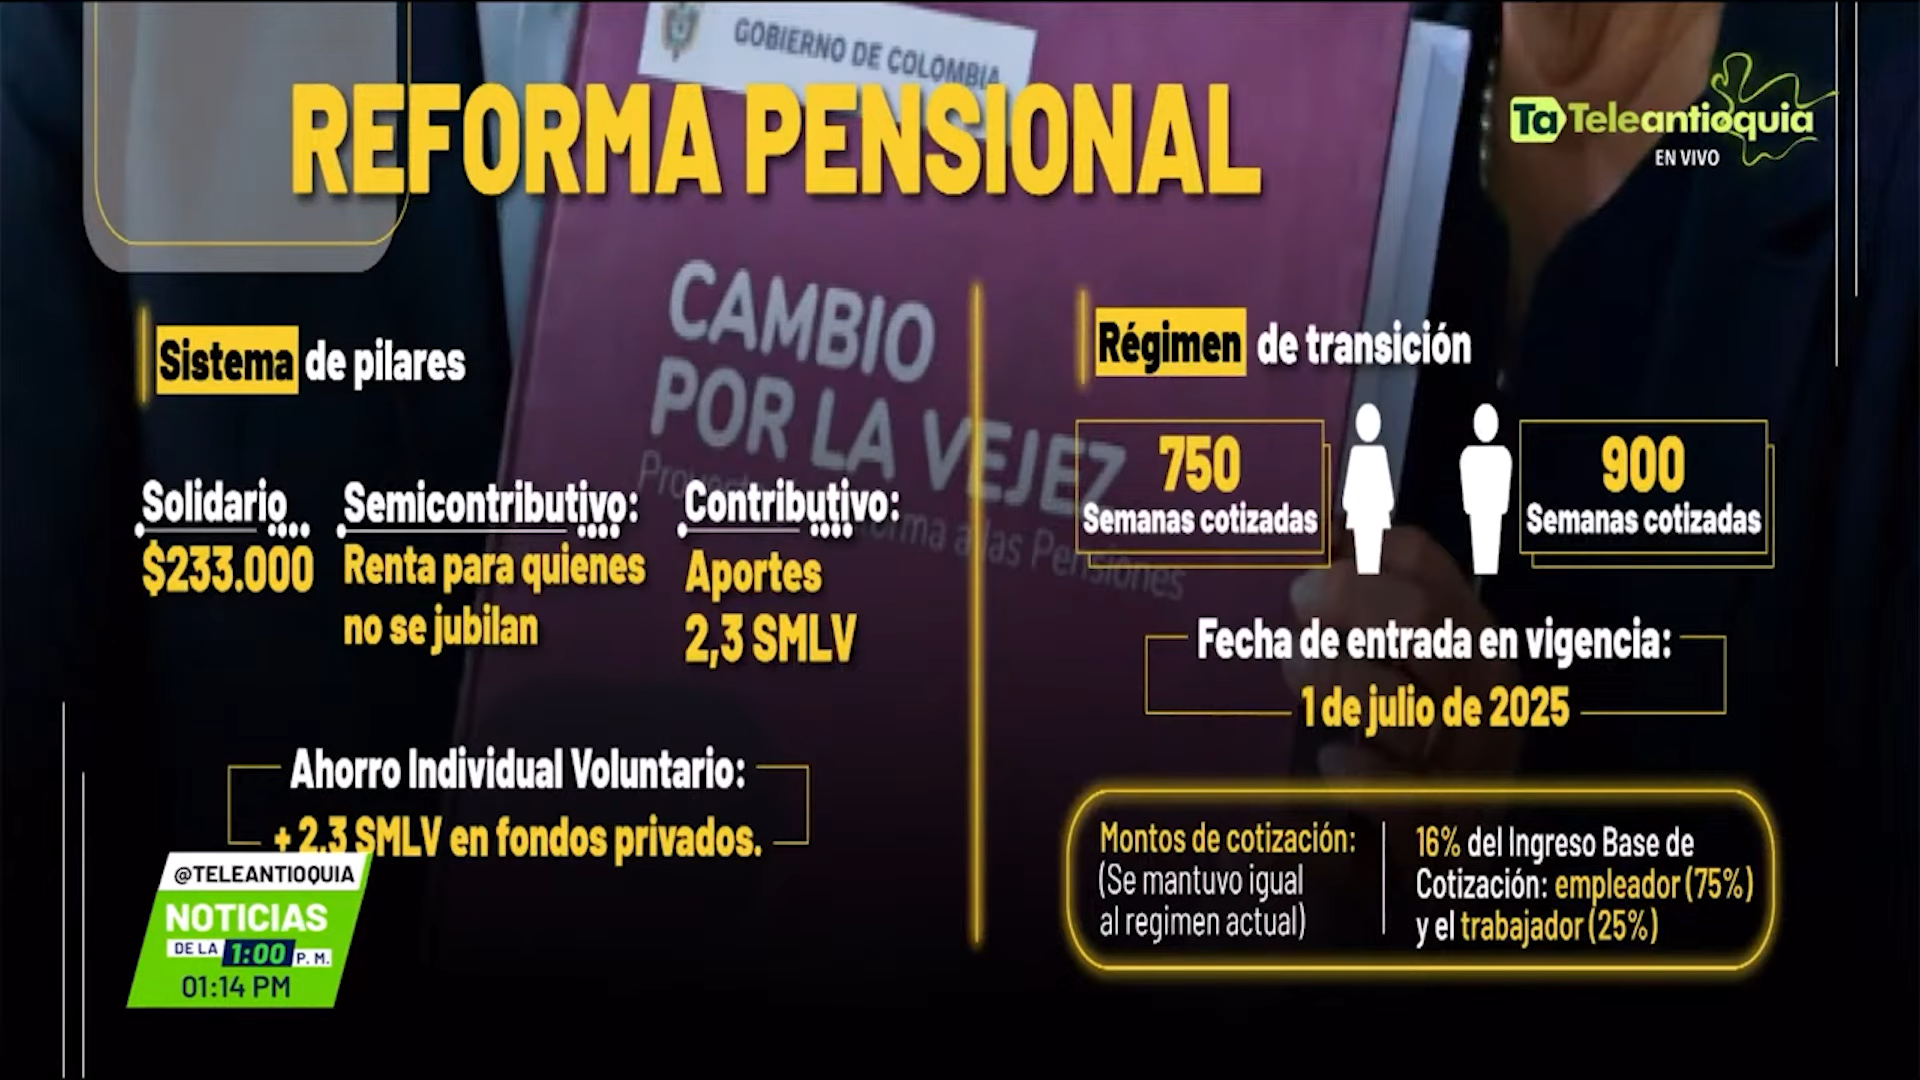 GOBIERNO DE COLOMBIA
REFORMA PENSIONAL
Ta Teleantioquia
EN VIVO
CAMBIO
POR LA VEJEZ
a las Pensiones
Sistema de pilares
Solidario
$233.000
Semicontributivo:
Renta para quienes
no se jubilan
Contributivo:
Aportes
2,3 SMLV
Ahorro Individual Voluntario:
+ 2,3 SMLV en fondos privados.
Régimen de transición
750
Semanas cotizadas
900
Semanas cotizadas
Fecha de entrada en vigencia:
1 de julio de 2025
Montos de cotización:
(Se mantuvo igual
al regimen actual)
16% del Ingreso Base de
Cotización: empleador (75%)
y el trabajador (25%)
@TELEANTIOQUIA
NOTICIAS
DE LA 1:00 P. M.
01:14 PM